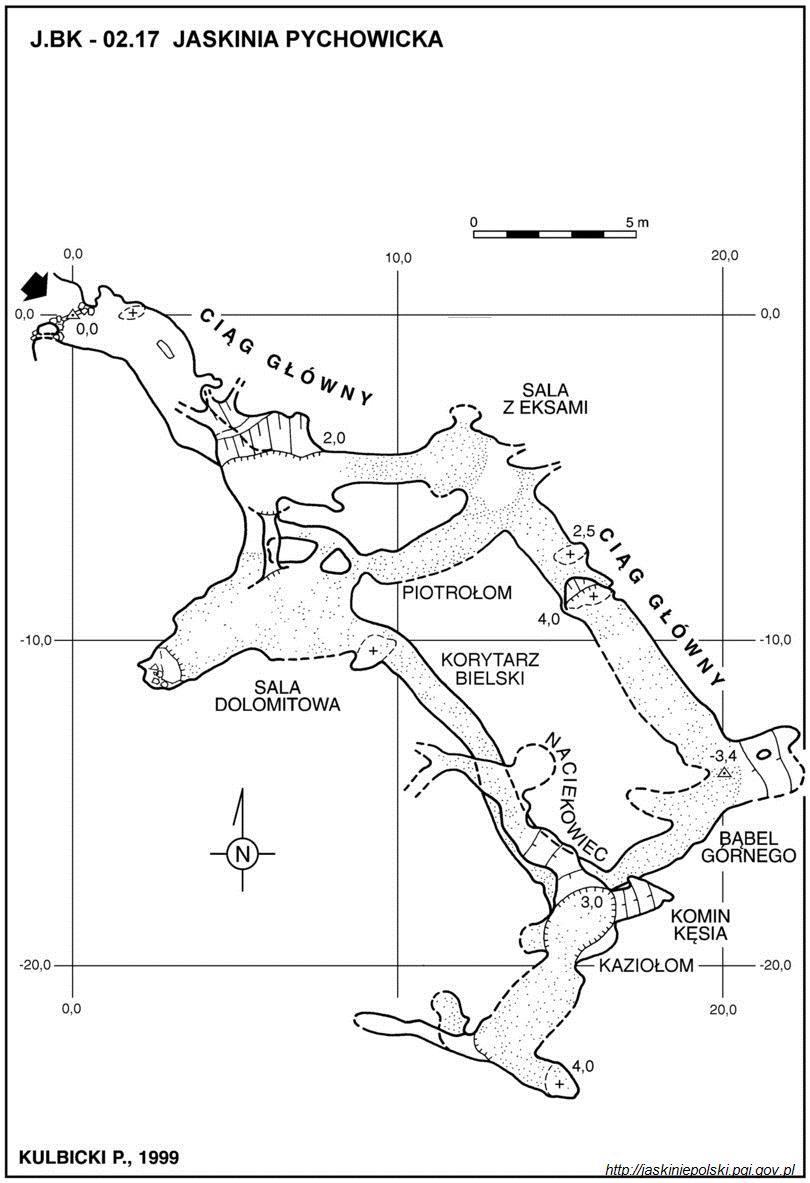 J.BK - 02.17 JASKINIA PYCHOWICKA
0 5 m
0,0 10,0 20,0
0,0 0,0 0,0
CIĄG GŁÓWNY
SALA
Z EKSAMI
2,0
2,5
CIĄG GŁÓWNY
PIOTROŁOM
4,0
-10,0 -10,0
KORYTARZ
BIELSKI
SALA
DOLOMITOWA
NACIEKOWIEC
-3,4
BĄBEL
GÓRNEGO
N
3,0
KOMIN
KĘSIA
KAZIOŁOM
-20,0 -20,0
0,0 20,0
4,0
KULBICKI P., 1999
http://jaskiniepolski.pgi.gov.pl